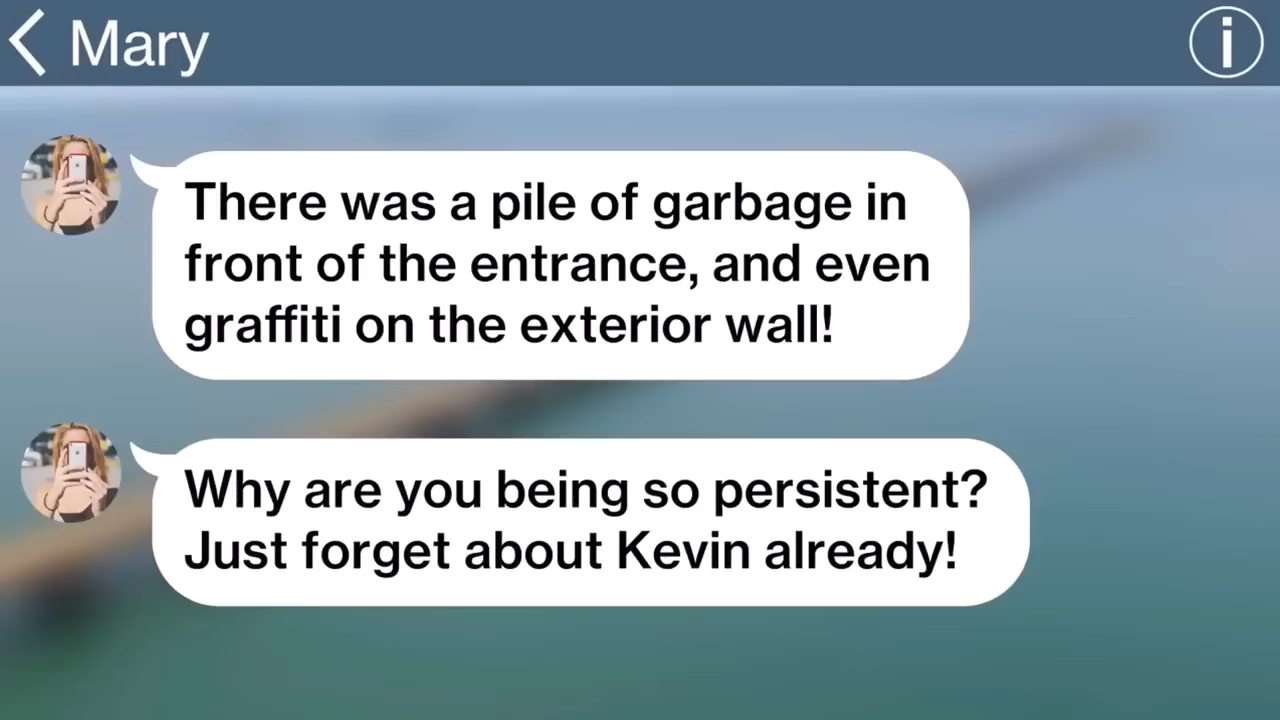 Mary
There was a pile of garbage in
front of the entrance, and even
graffiti on the exterior wall!
Why are you being so persistent?
Just forget about Kevin already!